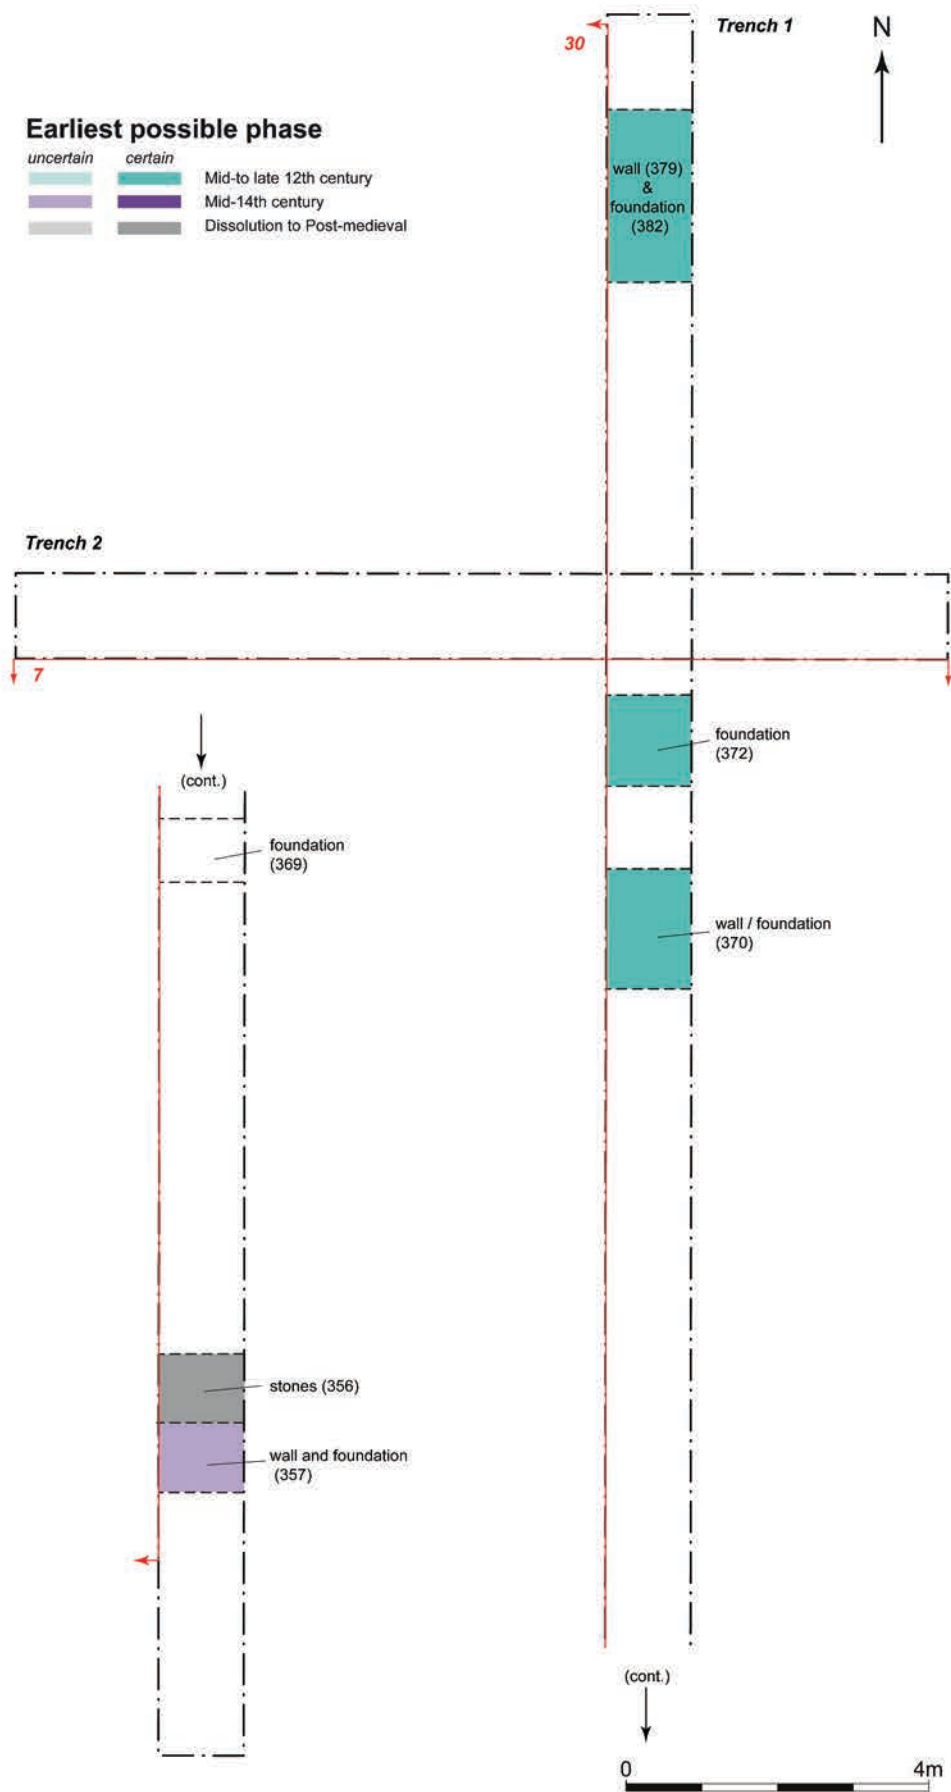 Trench 1
N
30
Earliest possible phase
uncertain certain
Mid-to late 12th century
Mid-14th century
Dissolution to Post-medieval
wall (379)
&
foundation
(382)
Trench 2
7
foundation
(372)
(cont.)
foundation
(369)
wall / foundation
(370)
stones (356)
wall and foundation
(357)
(cont.)
0 4m